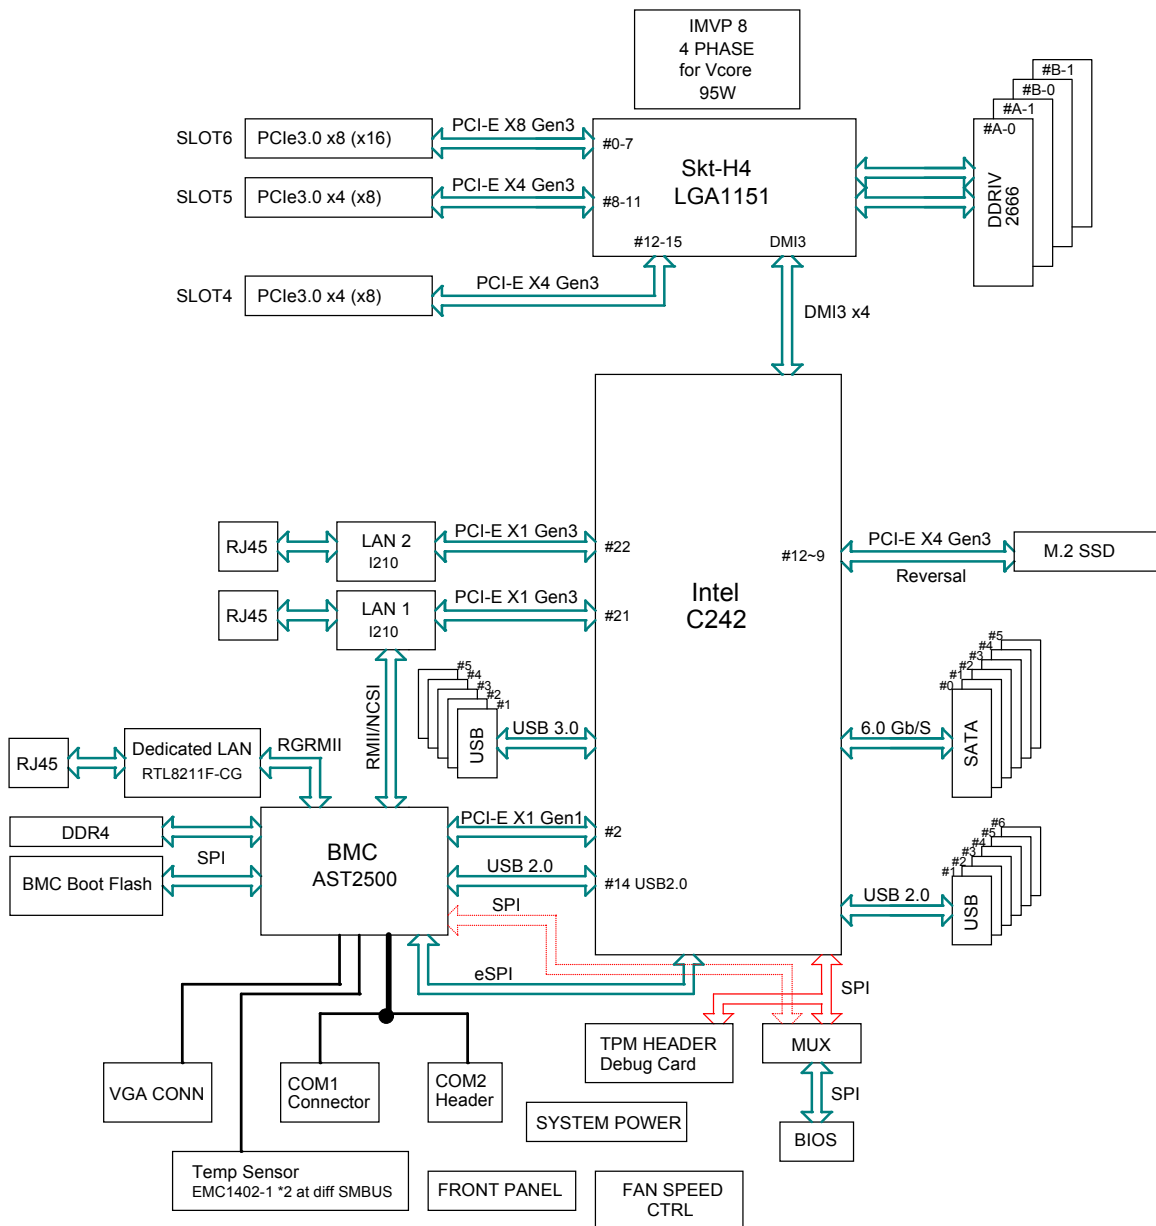 IMVP 8
4 PHASE
for Vcore
95W
#B-1
#B-0
#A-1
#A-0
DDRIV
2666
SLOT6
PCIe3.0 x8 (x16)
PCI-E X8 Gen3
#0-7
Skt-H4
LGA1151
SLOT5
PCIe3.0 x4 (x8)
PCI-E X4 Gen3
#8-11
#12-15
DMI3
SLOT4
PCIe3.0 x4 (x8)
PCI-E X4 Gen3
DMI3 x4
RJ45
LAN 2
I210
PCI-E X1 Gen3
#22
#12~9
PCI-E X4 Gen3
Reversal
M.2 SSD
RJ45
LAN 1
I210
PCI-E X1 Gen3
#21
Intel
C242
RMII/NCSI
#5
#4
#3
#2
#1
USB
USB 3.0
#5
#4
#3
#2
#1
#0
SATA
6.0 Gb/S
RJ45
Dedicated LAN
RTL8211F-CG
RGRMII
DDR4
SPI
BMC Boot Flash
BMC
AST2500
PCI-E X1 Gen1
#2
USB 2.0
#14 USB2.0
#6
#5
#4
#3
#2
#1
USB
USB 2.0
SPI
eSPI
SPI
TPM HEADER
Debug Card
MUX
SPI
BIOS
VGA CONN
COM1
Connector
COM2
Header
SYSTEM POWER
Temp Sensor
EMC1402-1 *2 at diff SMBUS
FRONT PANEL
FAN SPEED
CTRL